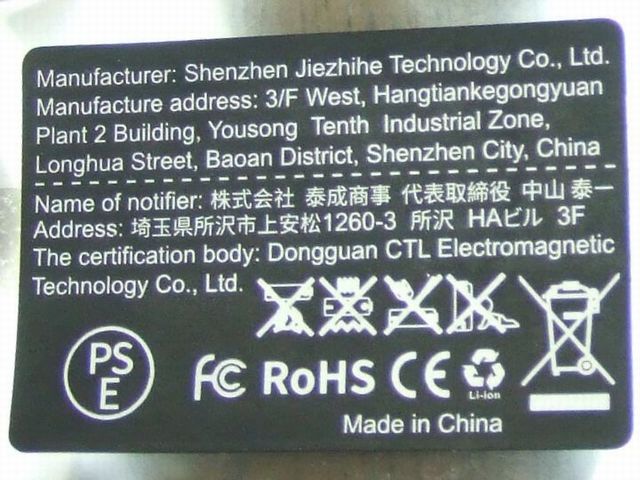 Manufacturer: Shenzhen Jiezhihe Technology Co., Ltd.
Manufacture address: 3/F West, Hangtiankegongyuan
Plant 2 Building, Yousong Tenth Industrial Zone,
Longhua Street, Baoan District, Shenzhen City, China
Name of notifier: 株式会社 泰成商事 代表取締役 中山 泰一
Address: 埼玉県所沢市上安松1260-3 所沢 HAビル 3F
The certification body: Dongguan CTL Electromagnetic
Technology Co., Ltd.
PS
E
FC RoHS CE
Li-ion
Made in China